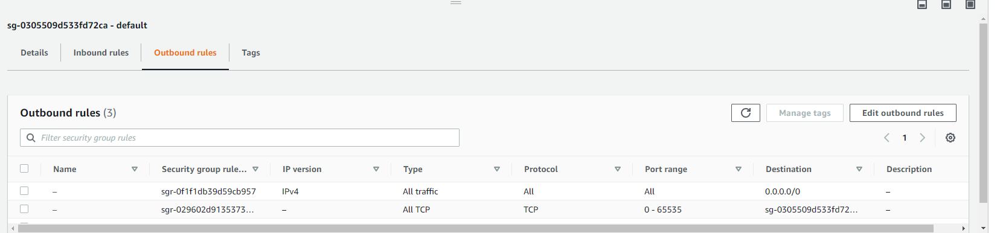 sg-0305509d533fd72ca - default
Details Inbound rules Outbound rules Tags
Outbound rules (3) Manage tags Edit outbound rules
Filter security group rules 1
Name Security group rule... IP version Type Protocol Port range Destination Description
– sgr-0f1f1db39d59cb957 IPv4 All traffic All All 0.0.0.0/0 –
– sgr-029602d9135373... – All TCP TCP 0 - 65535 sg-0305509d533fd72... –